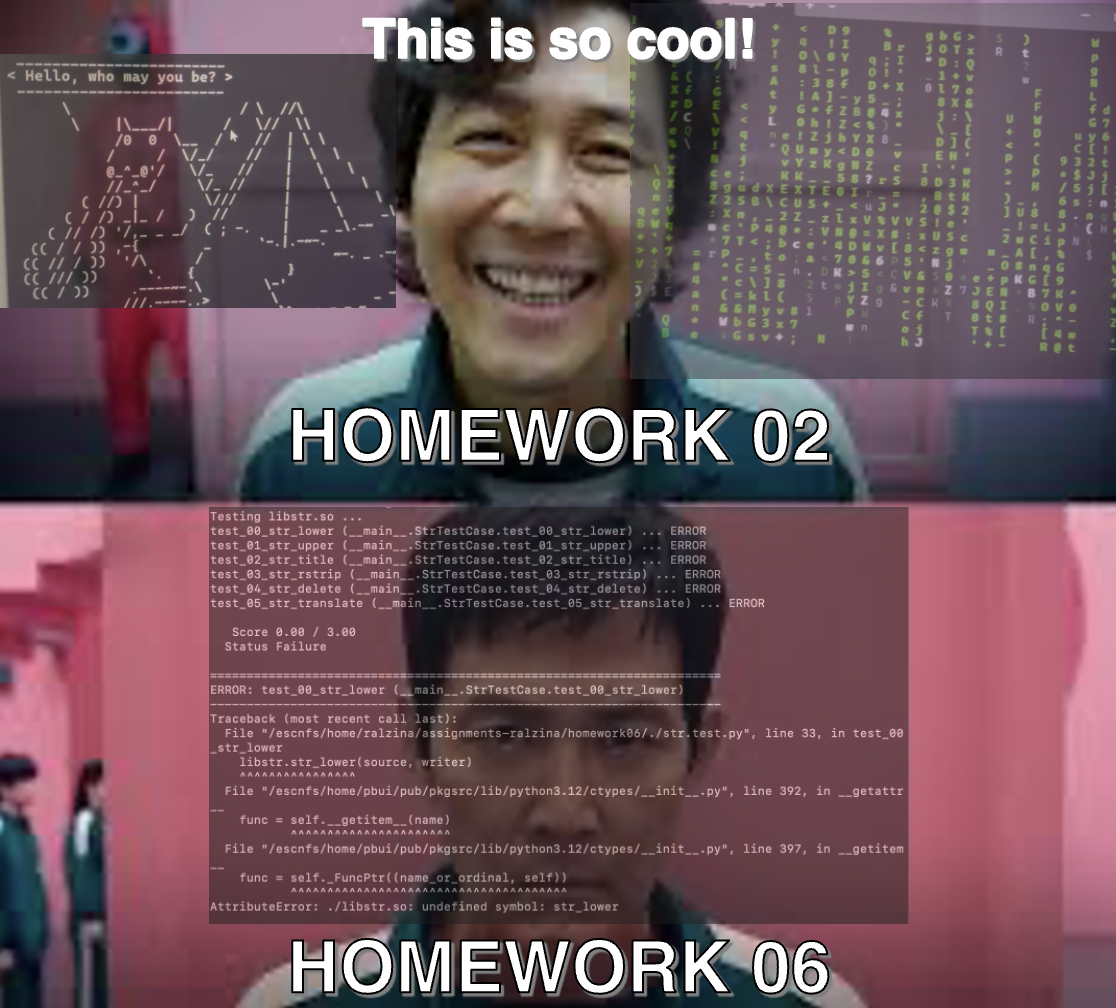 This is so cool!
< Hello, who may you be? >
HOMEWORK 02
Testing libstr.so ...
test_00_str_lower (__main__.StrTestCase.test_00_str_lower) ... ERROR
test_01_str_upper (__main__.StrTestCase.test_01_str_upper) ... ERROR
test_02_str_title (__main__.StrTestCase.test_02_str_title) ... ERROR
test_03_str_rstrip (__main__.StrTestCase.test_03_str_rstrip) ... ERROR
test_04_str_delete (__main__.StrTestCase.test_04_str_delete) ... ERROR
test_05_str_translate (__main__.StrTestCase.test_05_str_translate) ... ERROR
Score 0.00 / 3.00
Status Failure
======================================================================
ERROR: test_00_str_lower (__main__.StrTestCase.test_00_str_lower)
----------------------------------------------------------------------
Traceback (most recent call last):
File "/escnfs/home/ralzina/assignments-ralzina/homework06/./str.test.py", line 33, in test_00
_str_lower
libstr.str_lower(source, writer)
^^^^^^^^^^^^^^^^
File "/escnfs/home/pbui/pub/pkgsrc/lib/python3.12/ctypes/__init__.py", line 392, in __getattr
__
func = self.__getitem__(name)
^^^^^^^^^^^^^^^^^^^^^^
File "/escnfs/home/pbui/pub/pkgsrc/lib/python3.12/ctypes/__init__.py", line 397, in __getitem
__
func = self._FuncPtr((name_or_ordinal, self))
^^^^^^^^^^^^^^^^^^^^^^^^^^^^^^^^^^^^^^
AttributeError: ./libstr.so: undefined symbol: str_lower
HOMEWORK 06